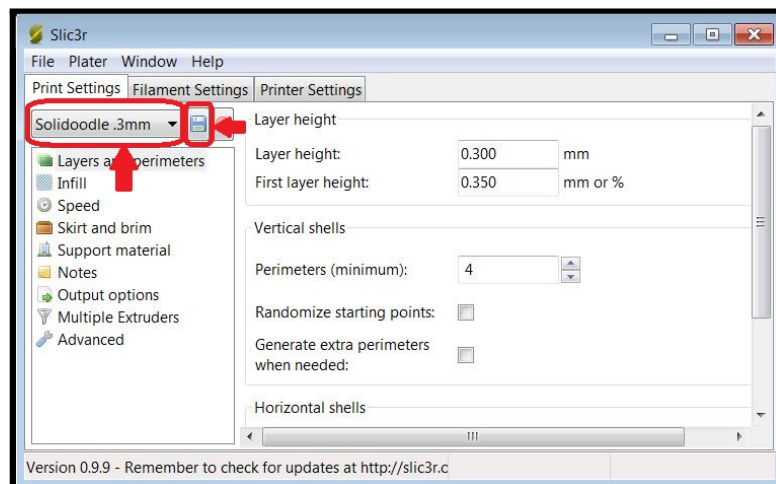 Slic3r
File Plater Window Help
Print Settings Filament Settings Printer Settings
Solidoodle .3mm
Layers and perimeters
Infill
Speed
Skirt and brim
Support material
Notes
Output options
Multiple Extruders
Advanced
Layer height
Layer height: 0.300 mm
First layer height: 0.350 mm or %
Vertical shells
Perimeters (minimum): 4
Randomize starting points:
Generate extra perimeters
when needed:
Horizontal shells
Version 0.9.9 - Remember to check for updates at http://slic3r.c